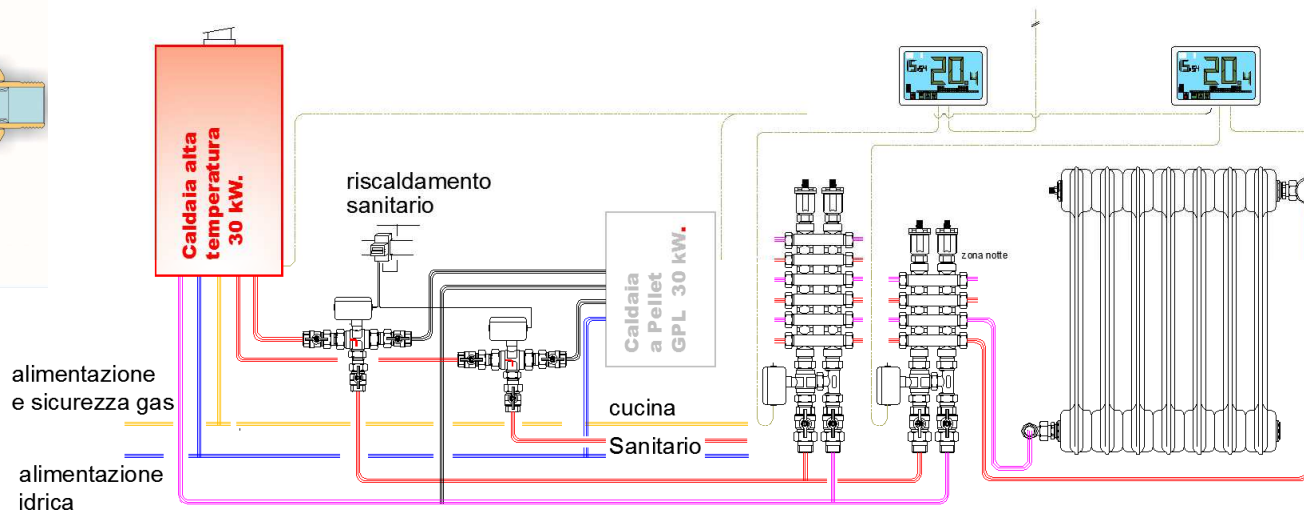 Caldaia alta
temperatura
30 kW.
riscaldamento
sanitario
Caldaia
a Pellet
GPL 30 kW.
20.4
20.4
zona notte
alimentazione
e sicurezza gas
cucina
Sanitario
alimentazione
idrica